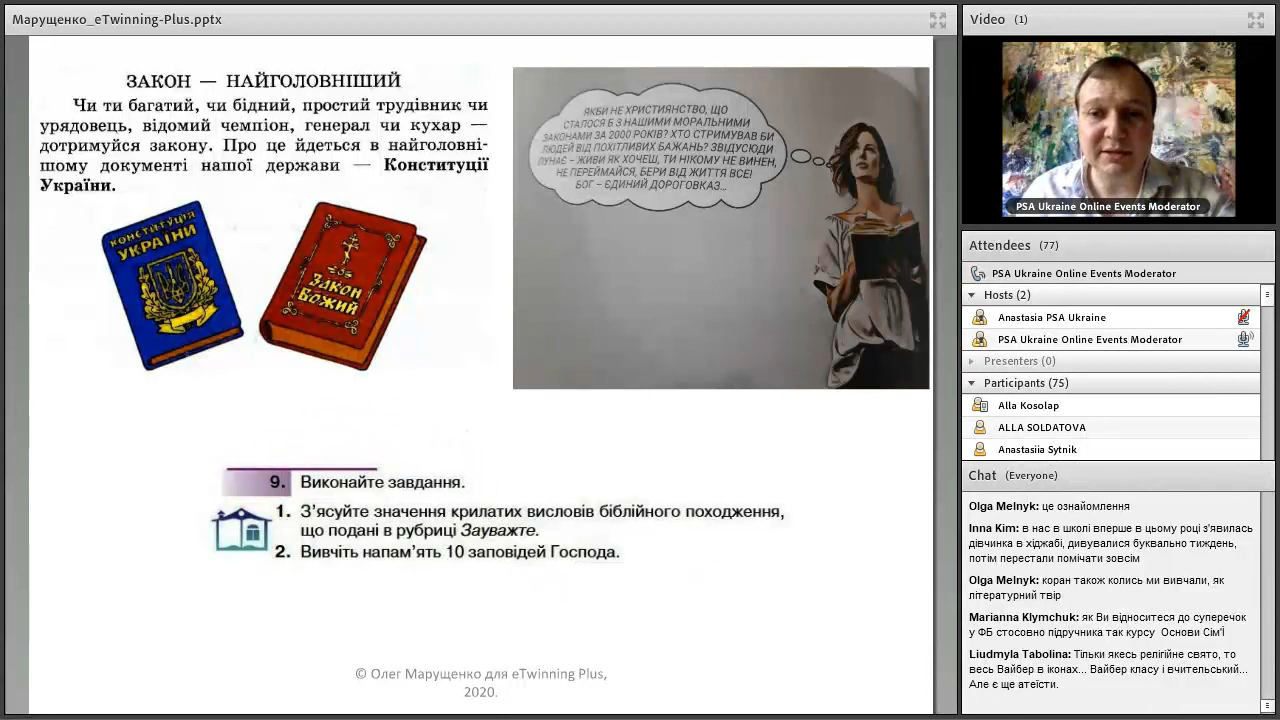 Марущенко_eTwinning-Plus.pptx
ЗАКОН — НАЙГОЛОВНІШИЙ
Чи ти багатий, чи бідний, простий трудівник чи
урядовець, відомий чемпіон, генерал чи кухар —
дотримуйся закону. Про це йдеться в найголовні-
шому документі нашої держави — Конституції
України.
КОНСТИТУЦІЯ
УКРАЇНИ
Закон
Божий
ЯКБИ НЕ ХРИСТИЯНСТВО, ЩО
СТАЛОСЯ Б З НАШИМИ МОРАЛЬНИМИ
ЗАКОНАМИ ЗА 2000 РОКІВ? ХТО СТРИМУВАВ БИ
ЛЮДЕЙ ВІД ПОХІТЛИВИХ БАЖАНЬ? ЗВІДУСЮДИ
ЛУНАЄ – ЖИВИ ЯК ХОЧЕШ, ТИ НІКОМУ НЕ ВИНЕН,
НЕ ПЕРЕЙМАЙСЯ, БЕРИ ВІД ЖИТТЯ ВСЕ!
БОГ – ЄДИНИЙ ДОРОГОВКАЗ...
9. Виконайте завдання.
1. З’ясуйте значення крилатих висловів біблійного походження,
що подані в рубриці Зауважте.
2. Вивчіть напам’ять 10 заповідей Господа.
© Олег Марущенко для eTwinning Plus,
2020.
Video (1)
PSA Ukraine Online Events Moderator
Attendees (77)
PSA Ukraine Online Events Moderator
Hosts (2)
Anastasia PSA Ukraine
PSA Ukraine Online Events Moderator
Presenters (0)
Participants (75)
Alla Kosolap
ALLA SOLDATOVA
Anastasiia Sytnik
Chat (Everyone)
Olga Melnyk: це ознайомлення
Inna Kim: в нас в школі вперше в цьому році з'явилась
дівчинка в хіджабі, дивувалися буквально тиждень,
потім перестали помічати зовсім
Olga Melnyk: коран також колись ми вивчали, як
літературний твір
Marianna Klymchuk: як Ви відноситеся до суперечок
у ФБ стосовно підручника так курсу Основи Сім'ї
Liudmyla Tabolina: Тільки якесь релігійне свято, то
весь Вайбер в іконах... Вайбер класу і вчительський...
Але є ще атеїсти.